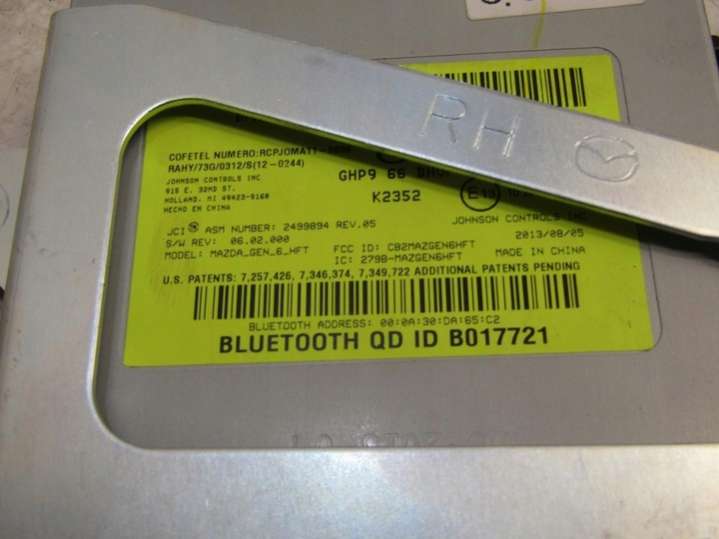 RH
COFETEL NUMERO:RCPJOMA11-
RAHY/73G/0312/S(12-0244)
JOHNSON CONTROLS INC
915 E. 32ND ST.
HOLLAND, MI 49423-9168
HECHO EN CHINA
GHP9 66
K2352
E13
JCI ASM NUMBER: 2499894 REV.05
JOHNSON CONTROLS INC
S/W REV: 06.02.000
2013/08/05
MODEL: MAZDA_GEN_6_HFT
FCC ID: CB2MAZGEN6HFT
IC: 279B-MAZGEN6HFT
MADE IN CHINA
U.S. PATENTS: 7,257,426, 7,346,374, 7,349,722 ADDITIONAL PATENTS PENDING
BLUETOOTH ADDRESS: 00:0A:30:DA:65:C2
BLUETOOTH QD ID B017721